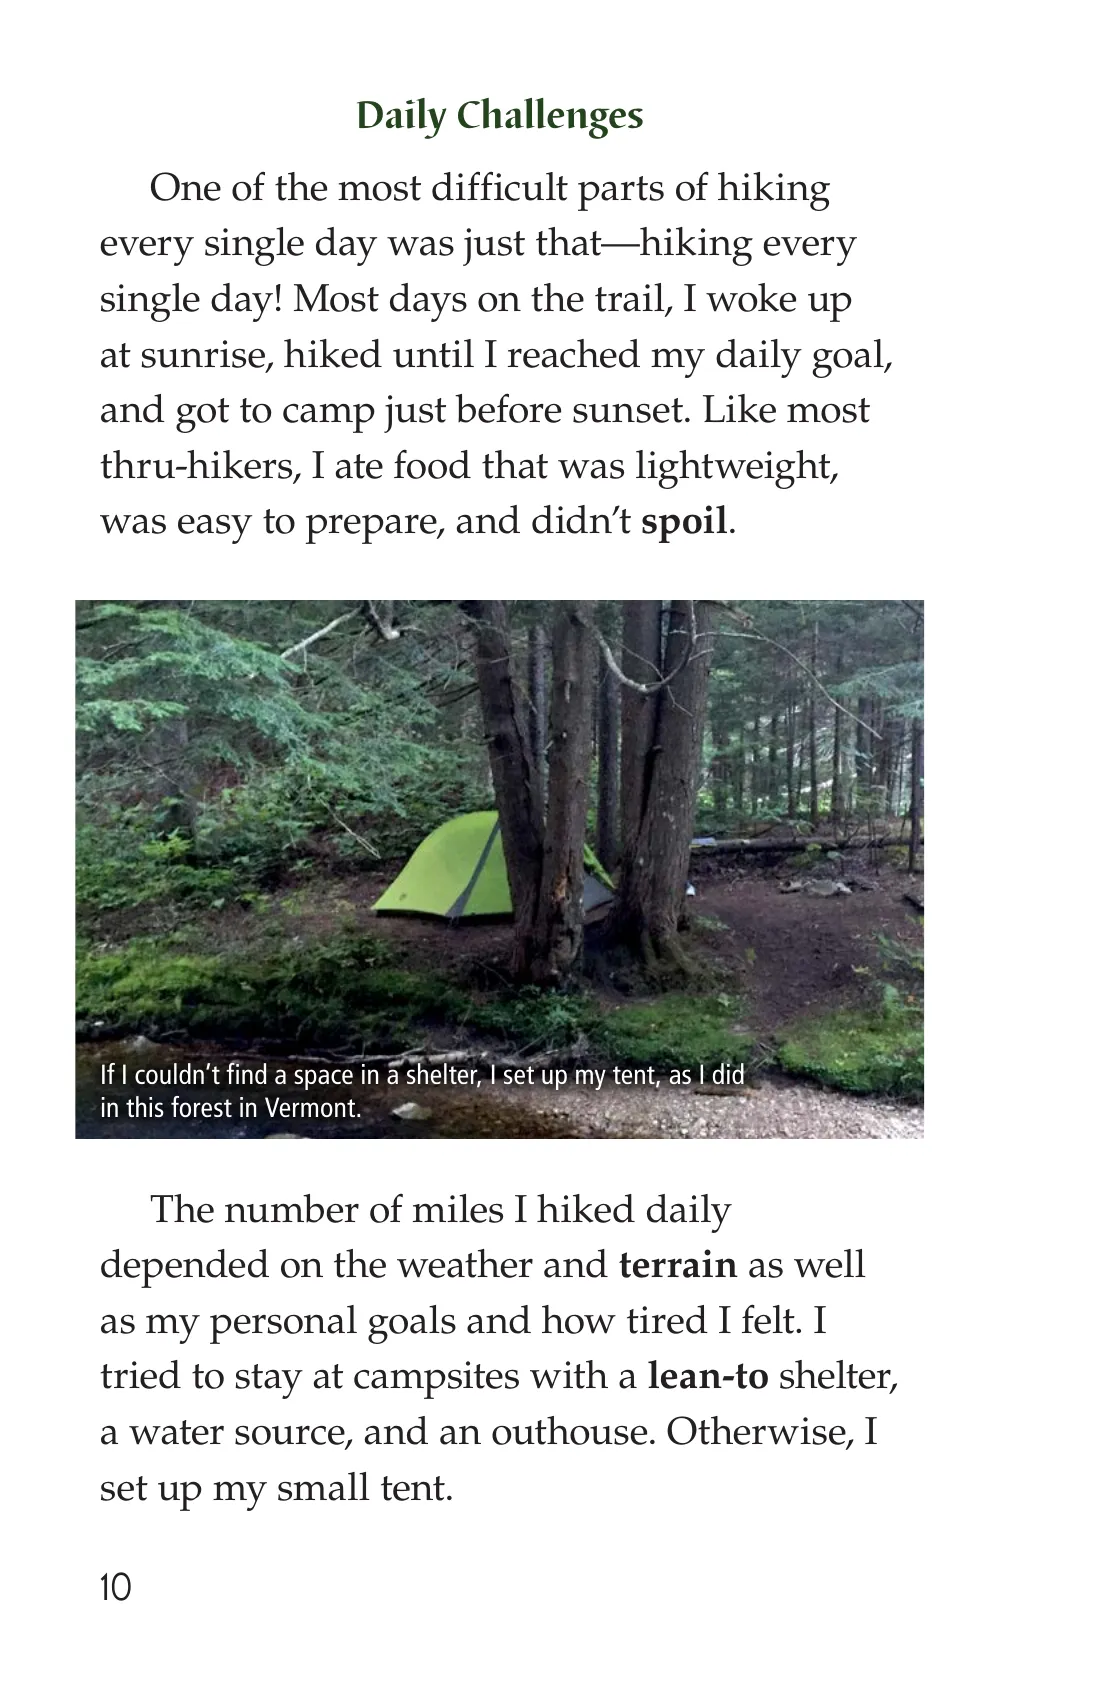 Daily Challenges
One of the most difficult parts of hiking
every single day was just that—hiking every
single day! Most days on the trail, I woke up
at sunrise, hiked until I reached my daily goal,
and got to camp just before sunset. Like most
thru-hikers, I ate food that was lightweight,
was easy to prepare, and didn’t spoil.
If I couldn’t find a space in a shelter, I set up my tent, as I did
in this forest in Vermont.
The number of miles I hiked daily
depended on the weather and terrain as well
as my personal goals and how tired I felt. I
tried to stay at campsites with a lean-to shelter,
a water source, and an outhouse. Otherwise, I
set up my small tent.
10